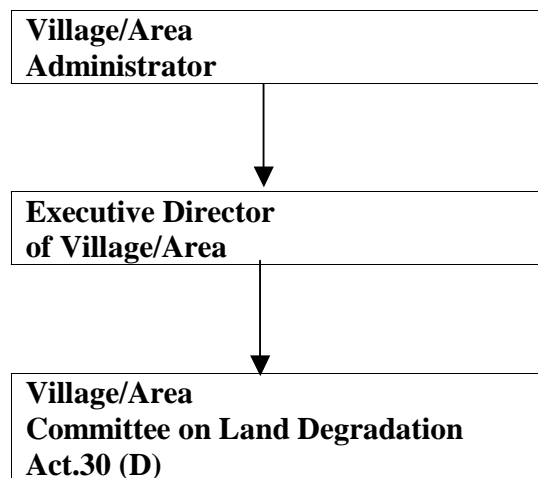 Village/Area
Administrator
Executive Director
of Village/Area
Village/Area
Committee on Land Degradation
Act.30 (D)